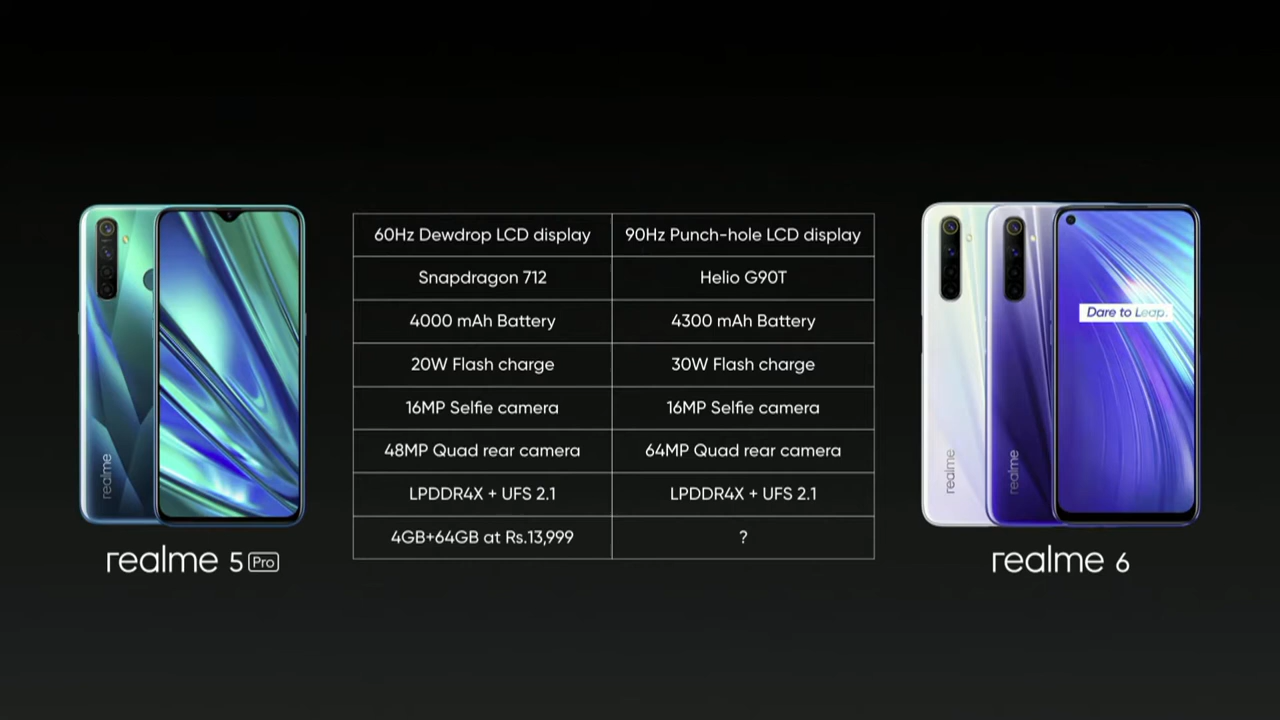 60Hz Dewdrop LCD display
90Hz Punch-hole LCD display
Snapdragon 712
Helio G90T
4000 mAh Battery
4300 mAh Battery
20W Flash charge
30W Flash charge
16MP Selfie camera
16MP Selfie camera
48MP Quad rear camera
64MP Quad rear camera
LPDDR4X + UFS 2.1
LPDDR4X + UFS 2.1
4GB+64GB at Rs.13,999
?
realme
realme 5 Pro
realme
realme
Dare to Leap.
realme 6